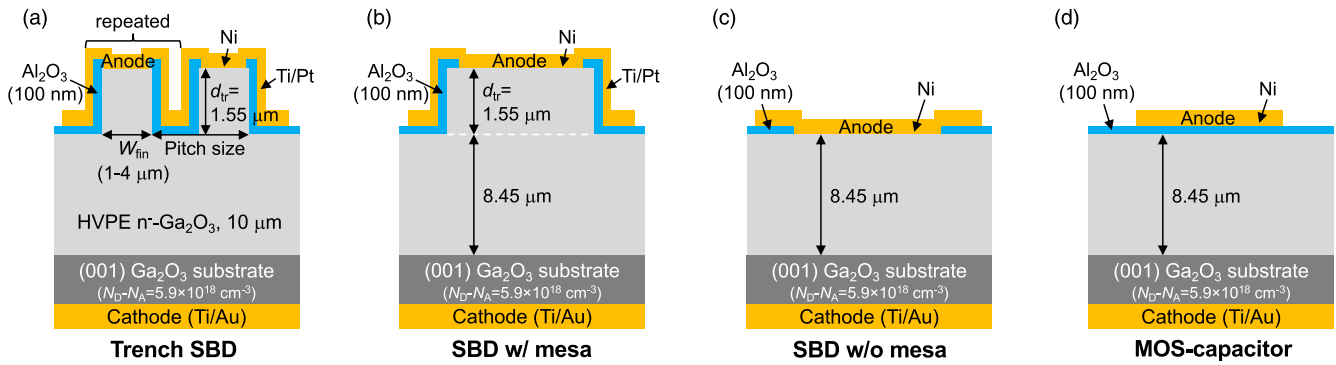 (a)
repeated
Ni
Anode
Al2O3
(100 nm)
Ti/Pt
dtr=
1.55 μm
Wfin
Pitch size
(1-4 μm)
HVPE n⁻-Ga2O3, 10 μm
(001) Ga2O3 substrate
(ND-NA=5.9×10¹⁸ cm⁻³)
Cathode (Ti/Au)
Trench SBD
(b)
Ni
Anode
Al2O3
(100 nm)
Ti/Pt
dtr=
1.55 μm
8.45 μm
(001) Ga2O3 substrate
(ND-NA=5.9×10¹⁸ cm⁻³)
Cathode (Ti/Au)
SBD w/ mesa
(c)
Al2O3
(100 nm)
Ni
Anode
8.45 μm
(001) Ga2O3 substrate
(ND-NA=5.9×10¹⁸ cm⁻³)
Cathode (Ti/Au)
SBD w/o mesa
(d)
Al2O3
(100 nm)
Ni
Anode
8.45 μm
(001) Ga2O3 substrate
(ND-NA=5.9×10¹⁸ cm⁻³)
Cathode (Ti/Au)
MOS-capacitor